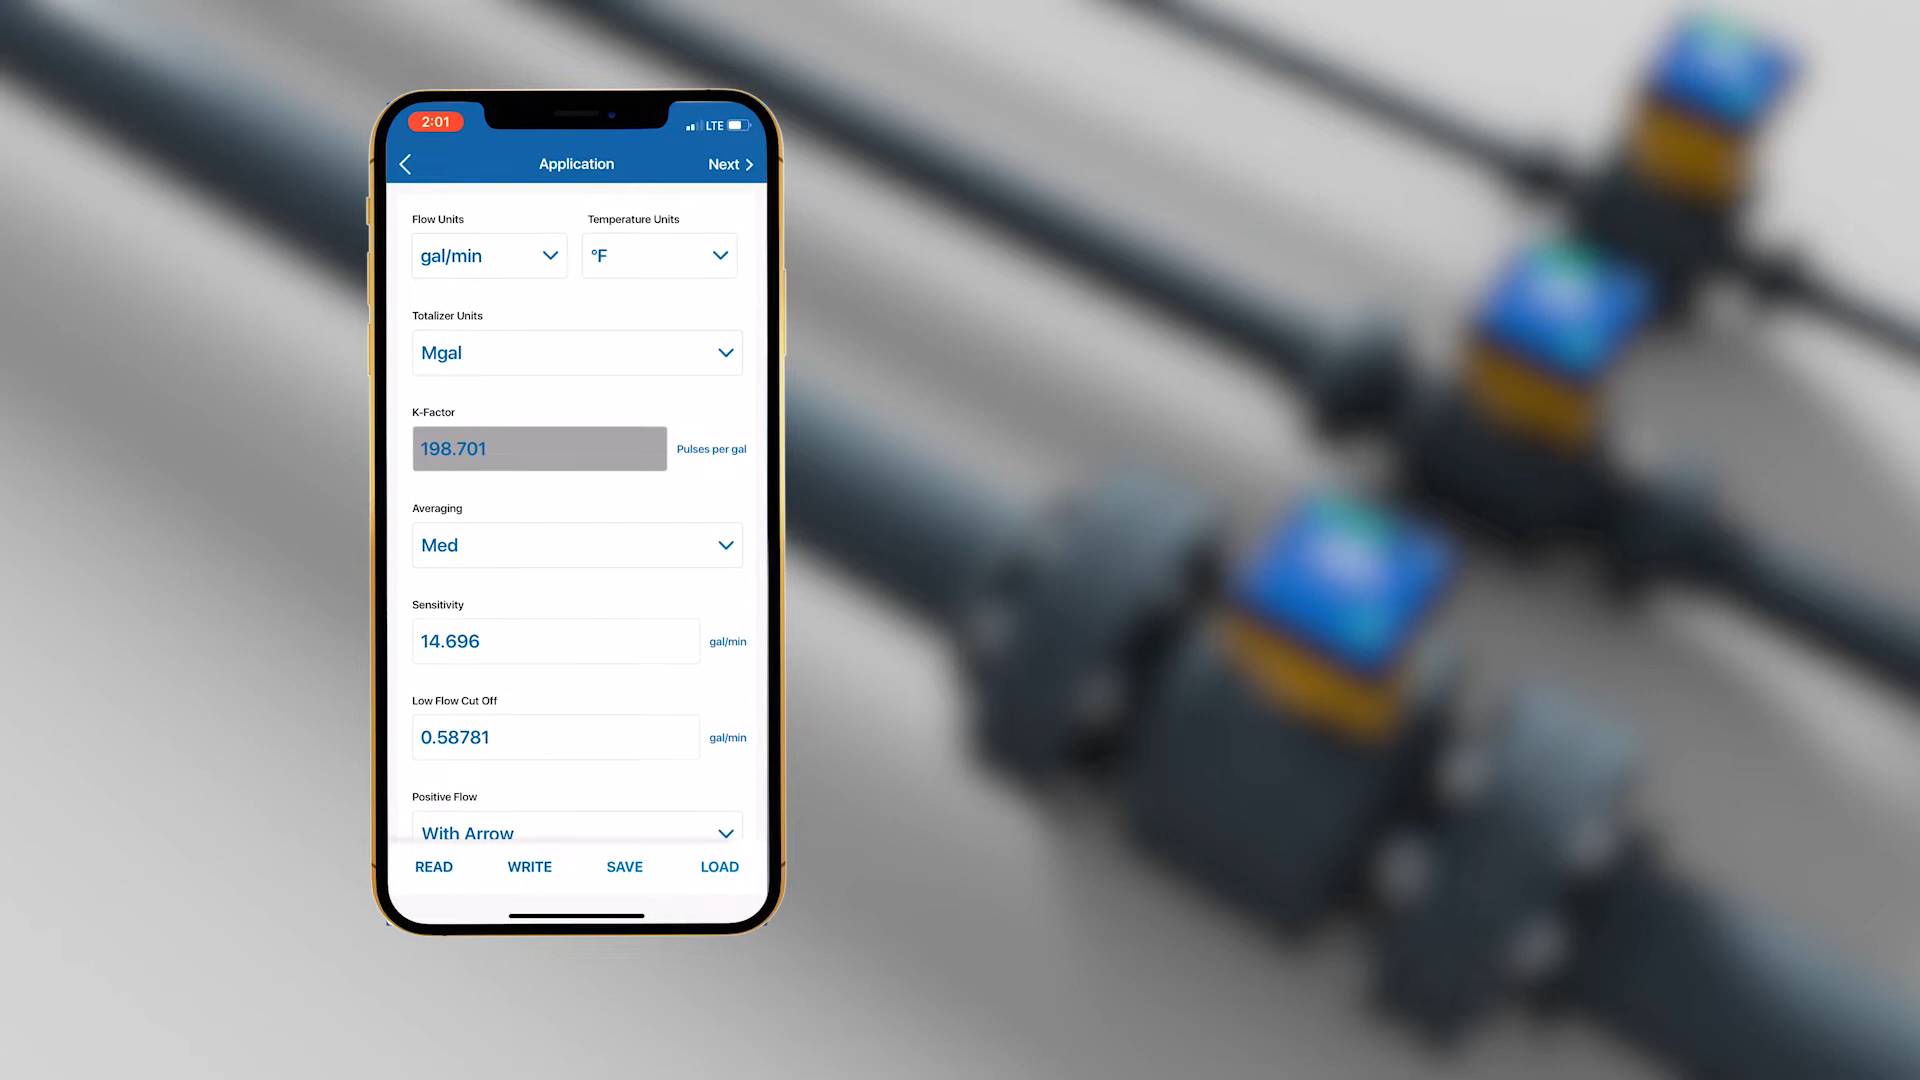 2:01
LTE
Application
Next
Flow Units
Temperature Units
gal/min
°F
Totalizer Units
Mgal
K-Factor
198.701
Pulses per gal
Averaging
Med
Sensitivity
14.696
gal/min
Low Flow Cut Off
0.58781
gal/min
Positive Flow
With Arrow
READ
WRITE
SAVE
LOAD